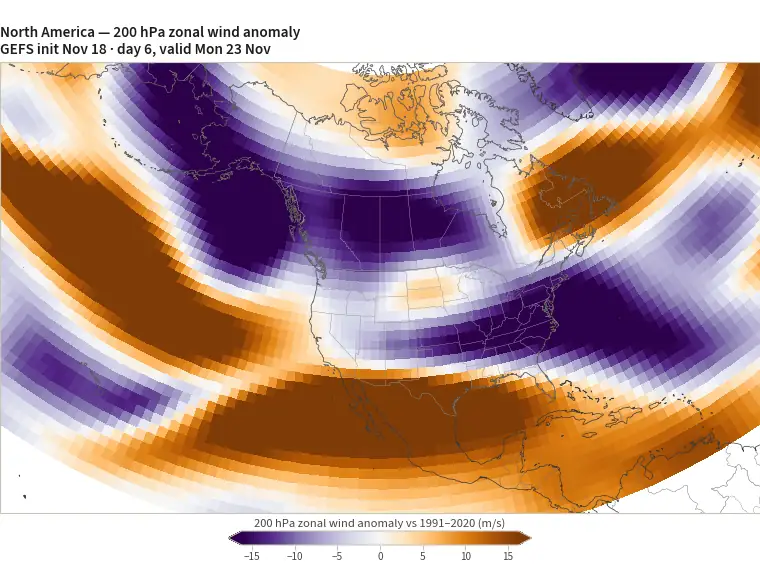 North America — 200 hPa zonal wind anomaly
GEFS init Nov 18 · day 6, valid Mon 23 Nov
200 hPa zonal wind anomaly vs 1991–2020 (m/s)
−15 −10 −5 0 5 10 15